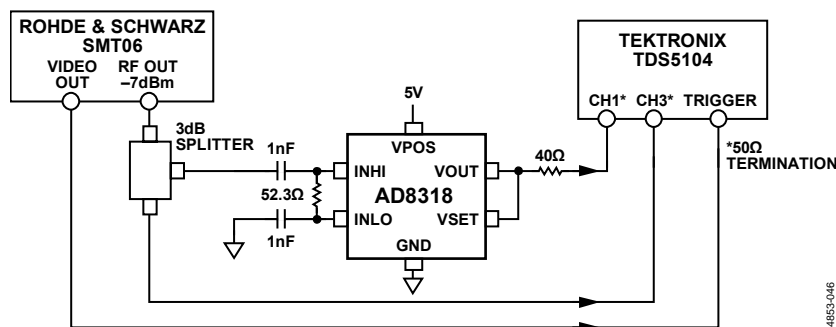 ROHDE & SCHWARZ
SMT06
VIDEO
OUT
RF OUT
–7dBm
TEKTRONIX
TDS5104
CH1*
CH3*
TRIGGER
*50Ω
TERMINATION
3dB
SPLITTER
1nF
52.3Ω
1nF
5V
VPOS
INHI
VOUT
AD8318
INLO
VSET
GND
40Ω
4853-046